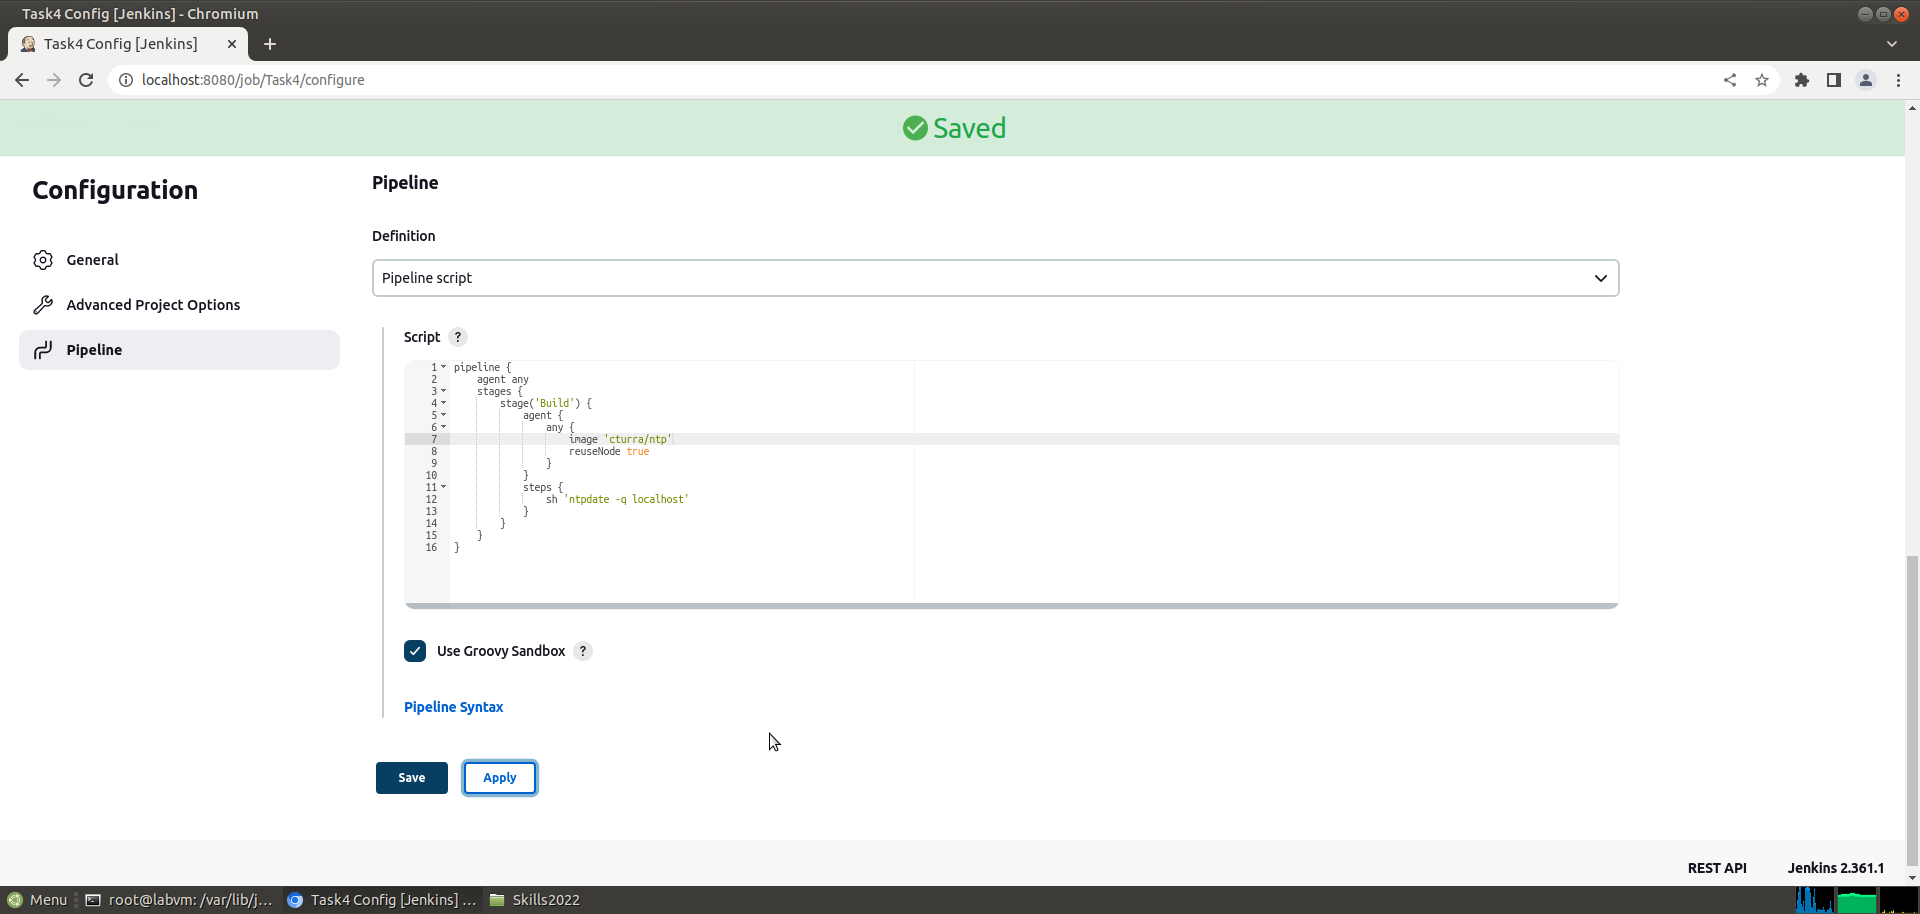 Task4 Config [Jenkins] - Chromium
Task4 Config [Jenkins]
localhost:8080/job/Task4/configure
Saved
Configuration
General
Advanced Project Options
Pipeline
Pipeline
Definition
Pipeline script
Script ?
1 pipeline {
2     agent any
3     stages {
4         stage('Build') {
5             agent {
6                 any {
7                     image 'cturra/ntp'
8                     reuseNode true
9                 }
10             }
11             steps {
12                 sh 'ntpdate -q localhost'
13             }
14         }
15     }
16 }
Use Groovy Sandbox ?
Pipeline Syntax
Save Apply
REST API Jenkins 2.361.1
Menu root@labvm: /var/lib/j... Task4 Config [Jenkins] ... Skills2022